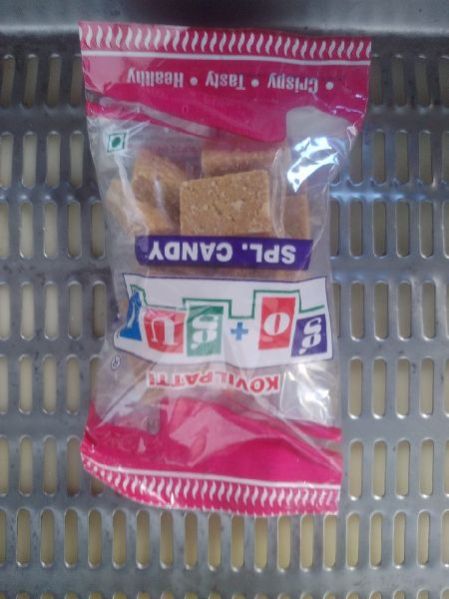 KOVILPATTI
SPL. CANDY
• Crispy • Tasty • Healthy